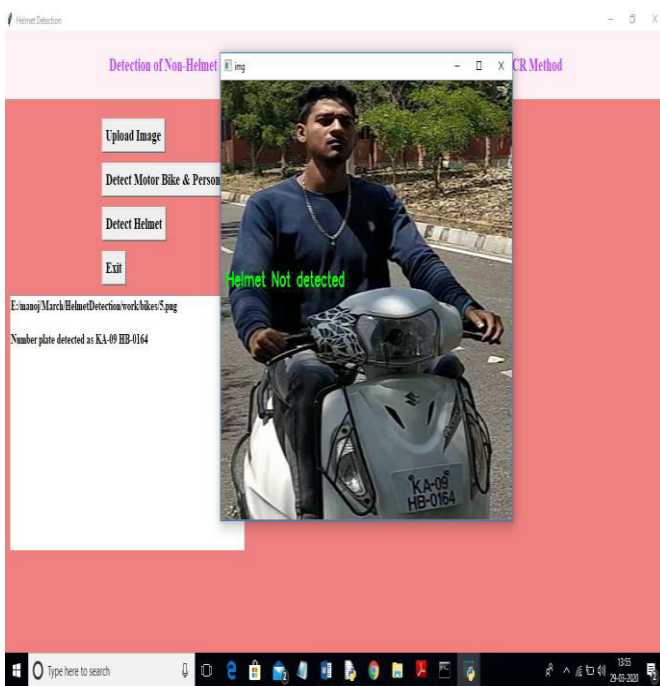 Helmet Detection
Detection of Non-Helmet
CR Method
img
Upload Image
Detect Motor Bike & Person
Detect Helmet
Exit
E:/manoj/March/HelmetDetection/work/bikes/5.png
Number plate detected as KA-09 HB-0164
Helmet Not detected
KA-09
HB-0164
Type here to search
13:55
29-03-2020